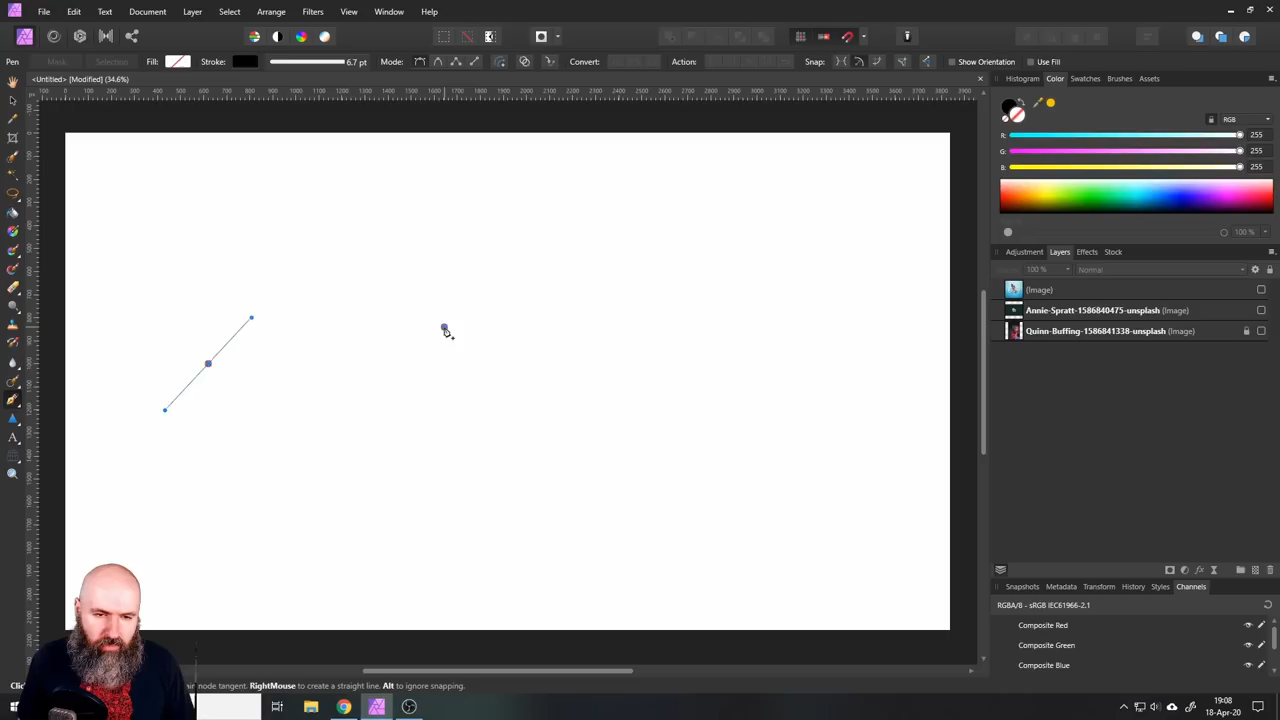 File Edit Text Document Layer Select Arrange Filters View Window Help
Pen Mask Selection Fill: Stroke: 6.7 pt Mode: Convert: Action: Snap: Show Orientation Use Fill
<Untitled> [Modified] (34.6%)
Histogram Color Swatches Brushes Assets
RGB
R: 255
G: 255
B: 255
100 %
Adjustment Layers Effects Stock
100 % Normal
(Image)
Annie-Spratt-1586840475-unsplash (Image)
Quinn-Buffing-1586841338-unsplash (Image)
Snapshots Metadata Transform History Styles Channels
RGBA/8 - sRGB IEC61966-2.1
Composite Red
Composite Green
Composite Blue
node tangent. RightMouse to create a straight line. Alt to ignore snapping.
19:08
18-Apr-20